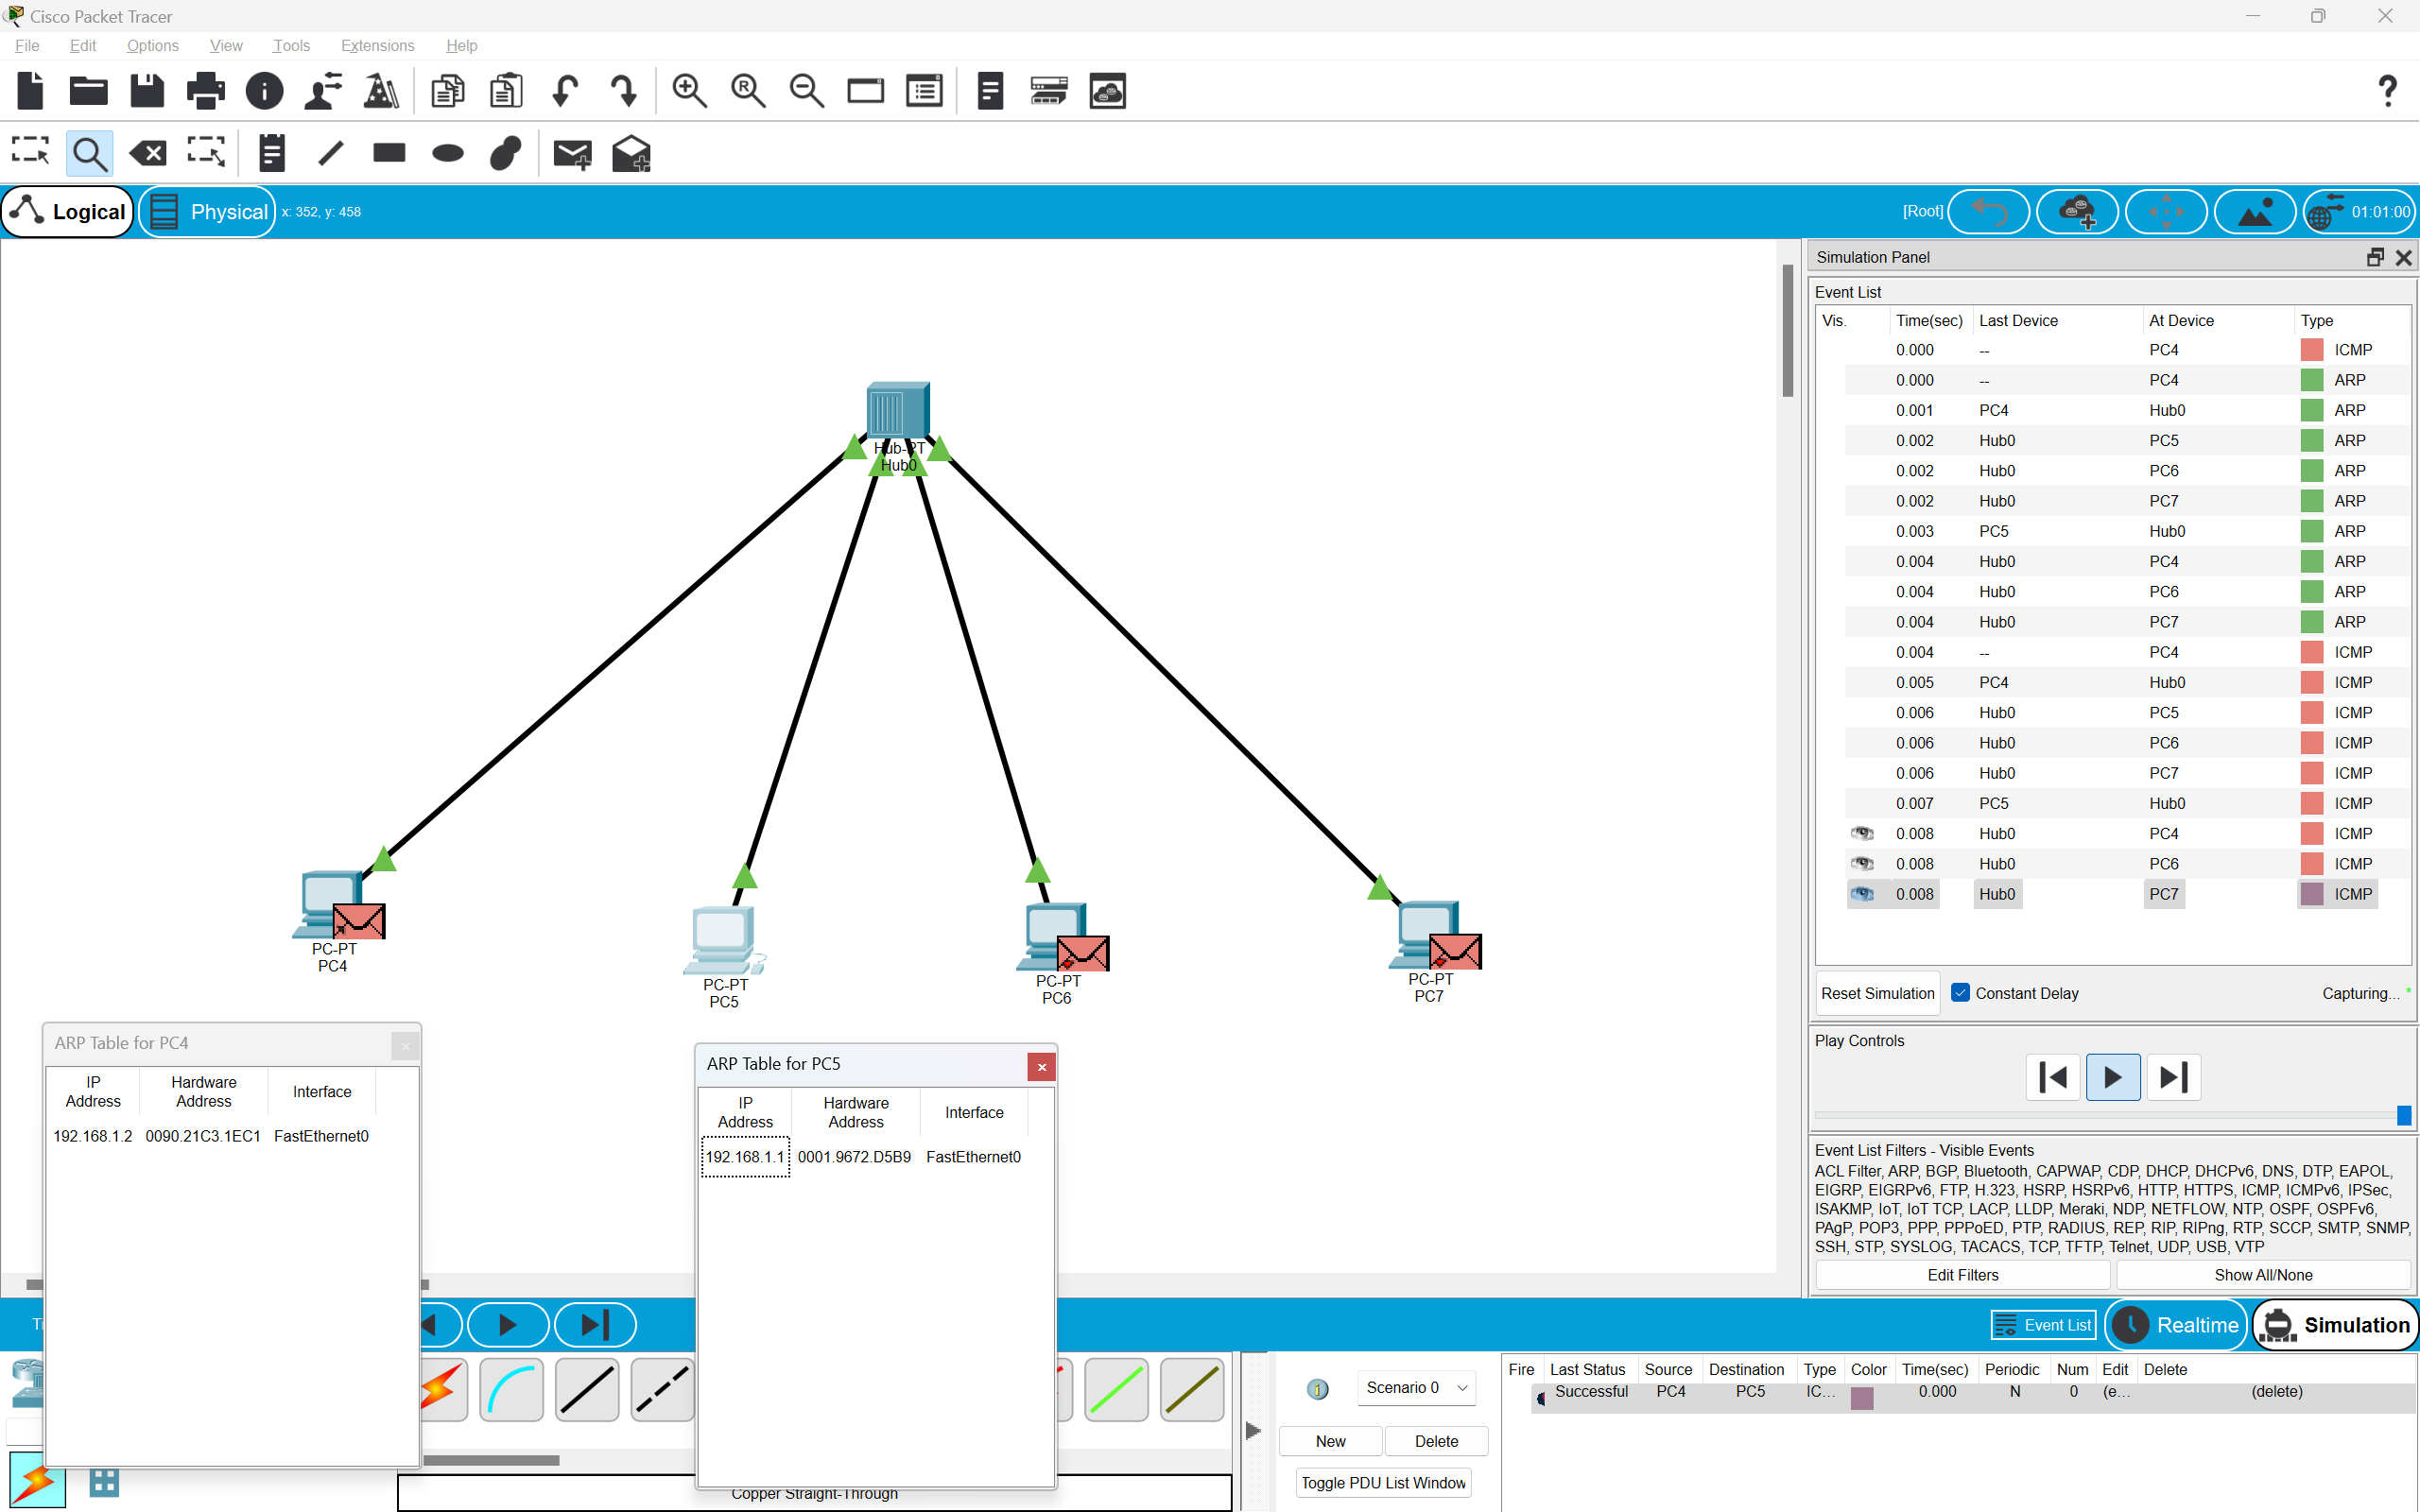 Cisco Packet Tracer
File Edit Options View Tools Extensions Help
Logical Physical x: 352, y: 458 [Root] 01:01:00
Hub-PT
Hub0
PC-PT
PC4
PC-PT
PC5
PC-PT
PC6
PC-PT
PC7
ARP Table for PC4
IP Address Hardware Address Interface
192.168.1.2 0090.21C3.1EC1 FastEthernet0
ARP Table for PC5
IP Address Hardware Address Interface
192.168.1.1 0001.9672.D5B9 FastEthernet0
Simulation Panel
Event List
Vis. Time(sec) Last Device At Device Type
0.000 -- PC4 ICMP
0.000 -- PC4 ARP
0.001 PC4 Hub0 ARP
0.002 Hub0 PC5 ARP
0.002 Hub0 PC6 ARP
0.002 Hub0 PC7 ARP
0.003 PC5 Hub0 ARP
0.004 Hub0 PC4 ARP
0.004 Hub0 PC6 ARP
0.004 Hub0 PC7 ARP
0.004 -- PC4 ICMP
0.005 PC4 Hub0 ICMP
0.006 Hub0 PC5 ICMP
0.006 Hub0 PC6 ICMP
0.006 Hub0 PC7 ICMP
0.007 PC5 Hub0 ICMP
0.008 Hub0 PC4 ICMP
0.008 Hub0 PC6 ICMP
0.008 Hub0 PC7 ICMP
Reset Simulation Constant Delay Capturing...
Play Controls
Event List Filters - Visible Events
ACL Filter, ARP, BGP, Bluetooth, CAPWAP, CDP, DHCP, DHCPv6, DNS, DTP, EAPOL,
EIGRP, EIGRPv6, FTP, H.323, HSRP, HSRPv6, HTTP, HTTPS, ICMP, ICMPv6, IPSec,
ISAKMP, IoT, IoT TCP, LACP, LLDP, Meraki, NDP, NETFLOW, NTP, OSPF, OSPFv6,
PAgP, POP3, PPP, PPPoED, PTP, RADIUS, REP, RIP, RIPng, RTP, SCCP, SMTP, SNMP,
SSH, STP, SYSLOG, TACACS, TCP, TFTP, Telnet, UDP, USB, VTP
Edit Filters Show All/None
Event List Realtime Simulation
Scenario 0
New Delete
Toggle PDU List Window
Fire Last Status Source Destination Type Color Time(sec) Periodic Num Edit Delete
Successful PC4 PC5 IC... 0.000 N 0 (e... (delete)
Copper Straight-Through